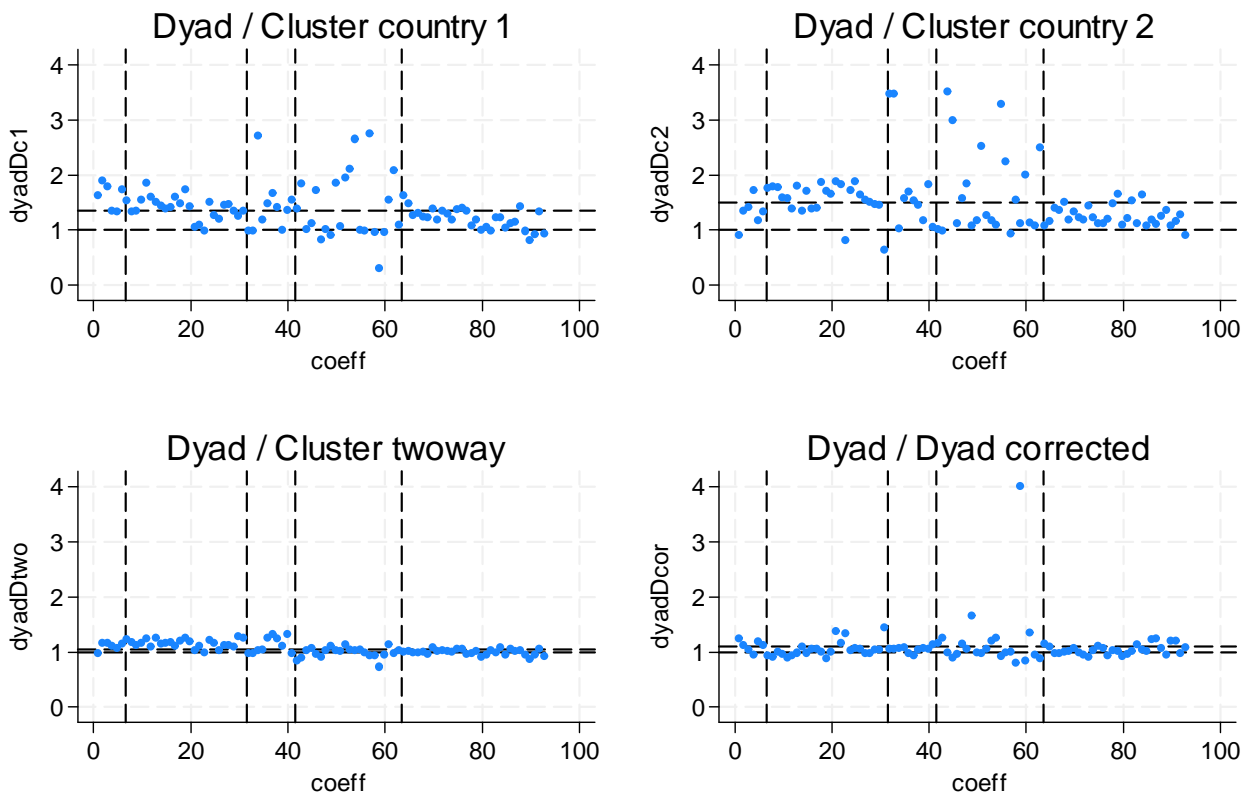 Dyad / Cluster country 1
dyadDc1
4
3
2
1
0
0 20 40 60 80 100
coeff
Dyad / Cluster country 2
dyadDc2
4
3
2
1
0
0 20 40 60 80 100
coeff
Dyad / Cluster twoway
dyadDtwo
4
3
2
1
0
0 20 40 60 80 100
coeff
Dyad / Dyad corrected
dyadDcor
4
3
2
1
0
0 20 40 60 80 100
coeff